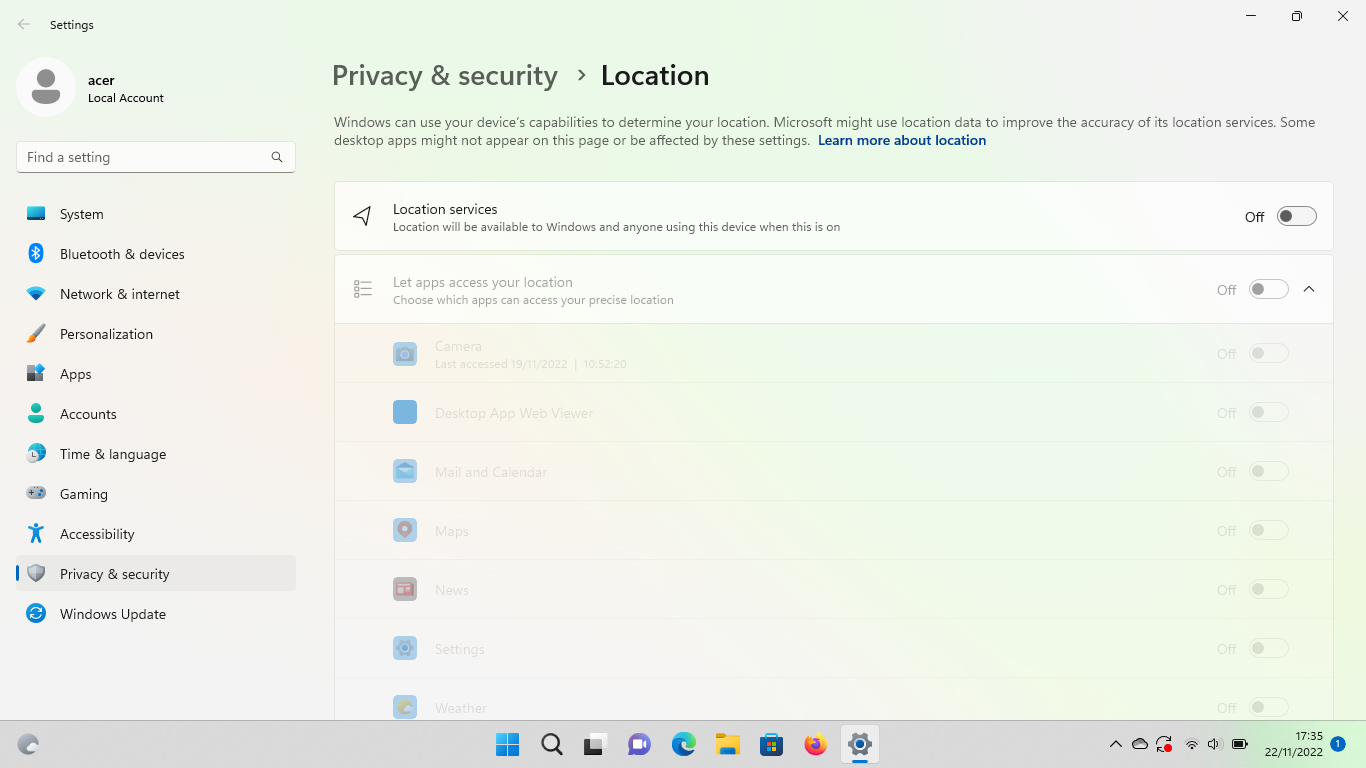 Settings
acer
Local Account
Find a setting
System
Bluetooth & devices
Network & internet
Personalization
Apps
Accounts
Time & language
Gaming
Accessibility
Privacy & security
Windows Update
Privacy & security > Location
Windows can use your device's capabilities to determine your location. Microsoft might use location data to improve the accuracy of its location services. Some
desktop apps might not appear on this page or be affected by these settings. Learn more about location
Location services
Location will be available to Windows and anyone using this device when this is on
Off
Let apps access your location
Choose which apps can access your precise location
Off
Camera
Last accessed 19/11/2022 | 10:52:20
Off
Desktop App Web Viewer
Off
Mail and Calendar
Off
Maps
Off
News
Off
Settings
Off
Weather
Off
17:35
22/11/2022
1